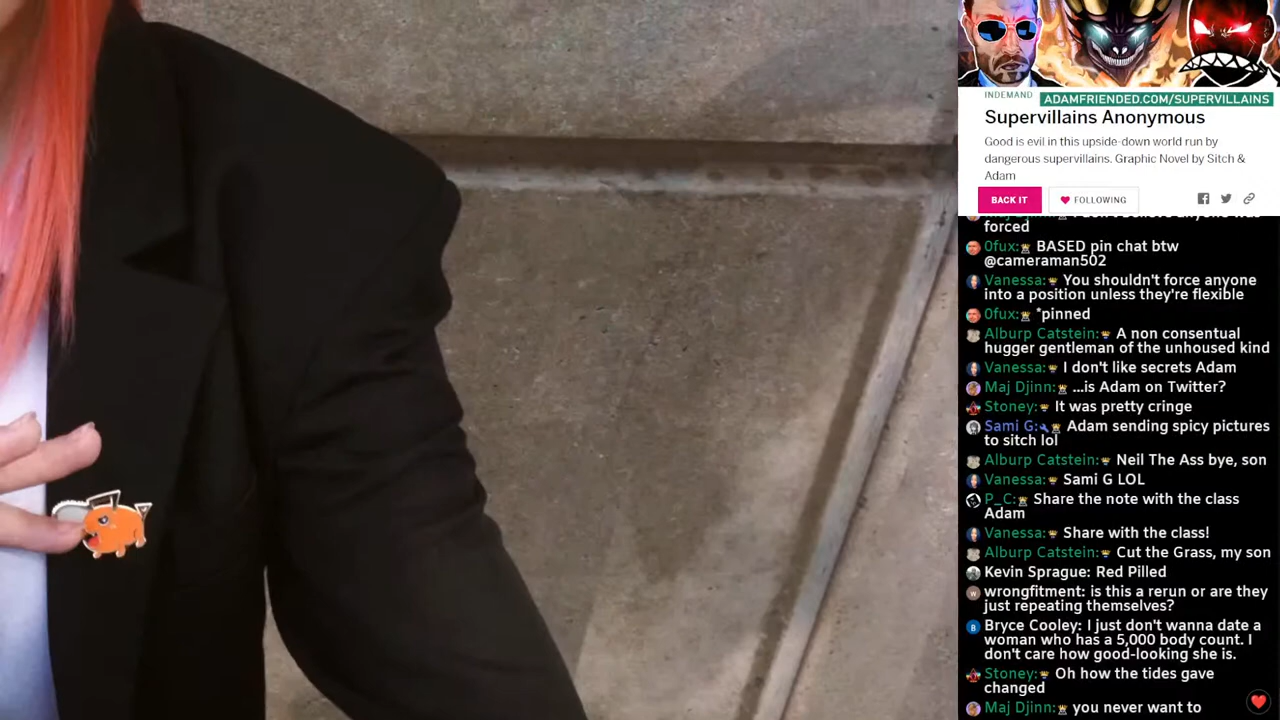 INDEMAND
ADAMFRIENDED.COM/SUPERVILLAINS
Supervillains Anonymous
Good is evil in this upside-down world run by
dangerous supervillains. Graphic Novel by Sitch &
Adam
BACK IT
FOLLOWING
forced
0fux: BASED pin chat btw
@cameraman502
Vanessa: You shouldn't force anyone
into a position unless they're flexible
0fux: *pinned
Alburp Catstein: A non consentual
hugger gentleman of the unhoused kind
Vanessa: I don't like secrets Adam
Maj Djinn: ...is Adam on Twitter?
Stoney: It was pretty cringe
Sami G: Adam sending spicy pictures
to sitch lol
Alburp Catstein: Neil The Ass bye, son
Vanessa: Sami G LOL
P_C: Share the note with the class
Adam
Vanessa: Share with the class!
Alburp Catstein: Cut the Grass, my son
Kevin Sprague: Red Pilled
wrongfitment: is this a rerun or are they
just repeating themselves?
Bryce Cooley: I just don't wanna date a
woman who has a 5,000 body count. I
don't care how good-looking she is.
Stoney: Oh how the tides gave
changed
Maj Djinn: you never want to